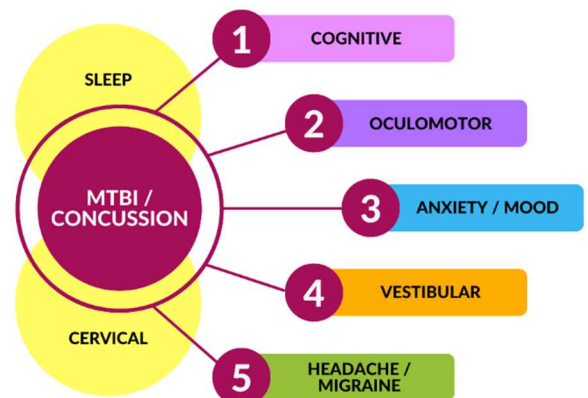 SLEEP
MTBI /
CONCUSSION
CERVICAL
1 COGNITIVE
2 OCULOMOTOR
3 ANXIETY / MOOD
4 VESTIBULAR
5 HEADACHE /
MIGRAINE